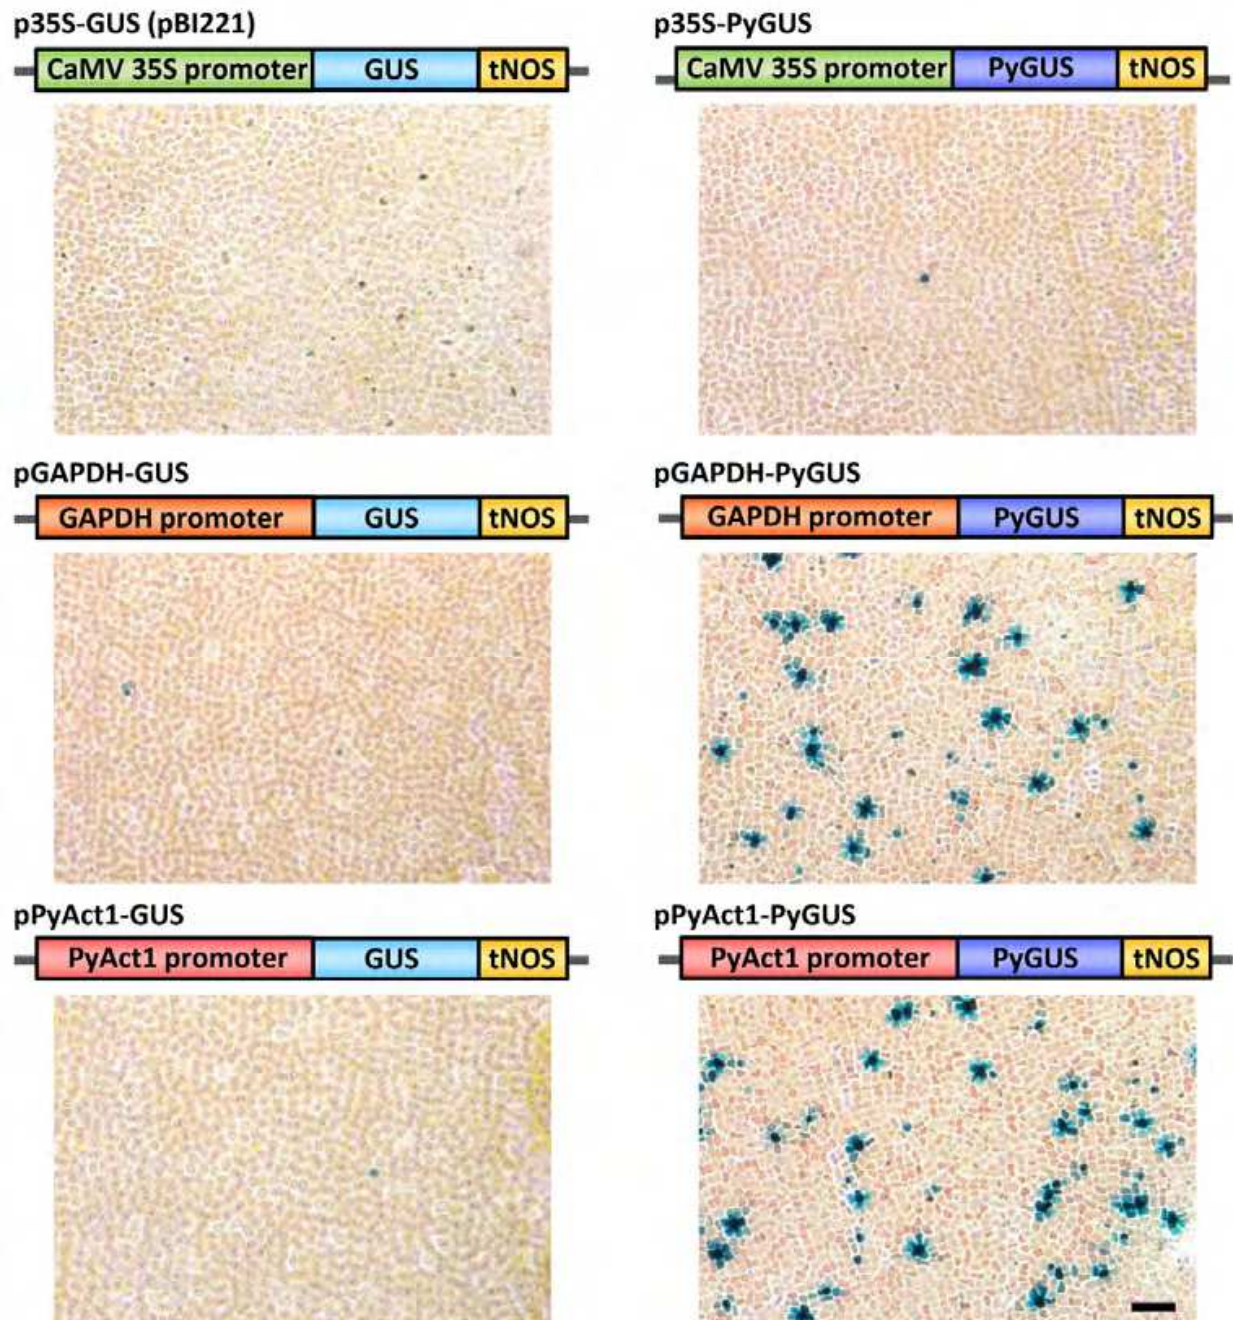 p35S-GUS (pBI221)
CaMV 35S promoter GUS tNOS
p35S-PyGUS
CaMV 35S promoter PyGUS tNOS
pGAPDH-GUS
GAPDH promoter GUS tNOS
pGAPDH-PyGUS
GAPDH promoter PyGUS tNOS
pPyAct1-GUS
PyAct1 promoter GUS tNOS
pPyAct1-PyGUS
PyAct1 promoter PyGUS tNOS